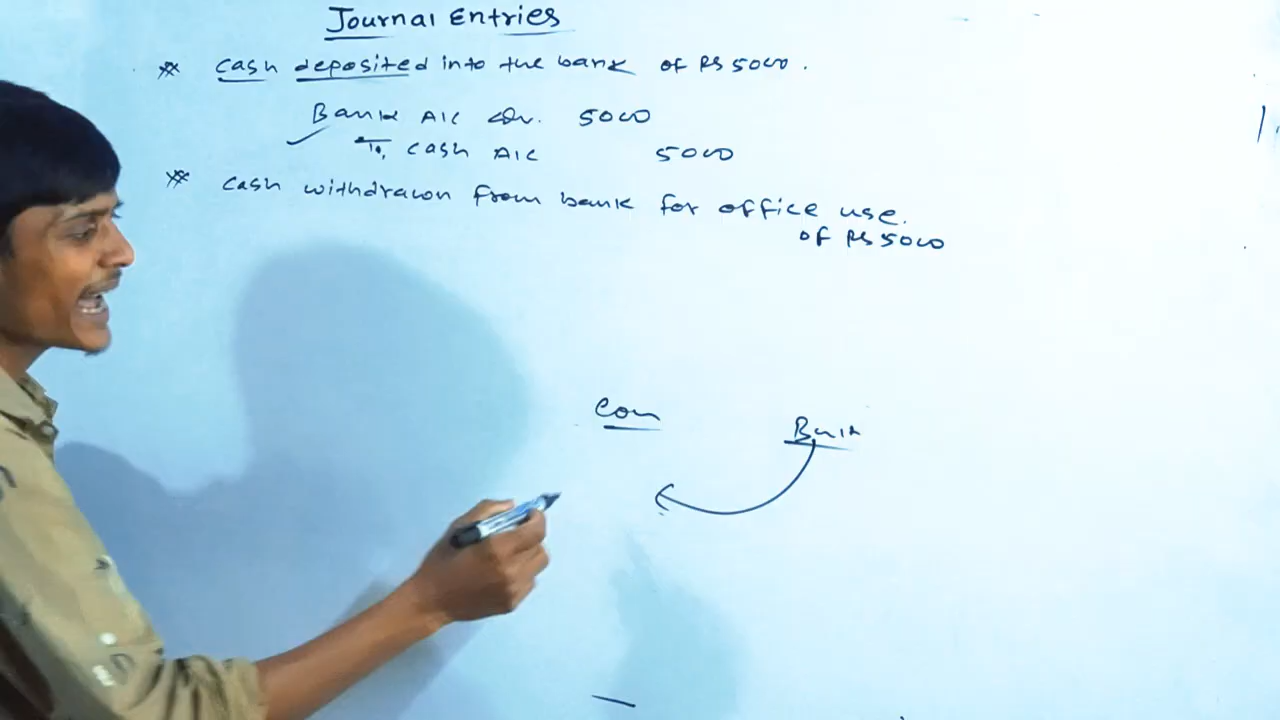 Journal Entries
** cash deposited into the bank of Rs 5000.
Bank A/C Dr. 5000
To, cash A/C 5000
** cash withdrawn from bank for office use.
of Rs 5000
Com
Bank